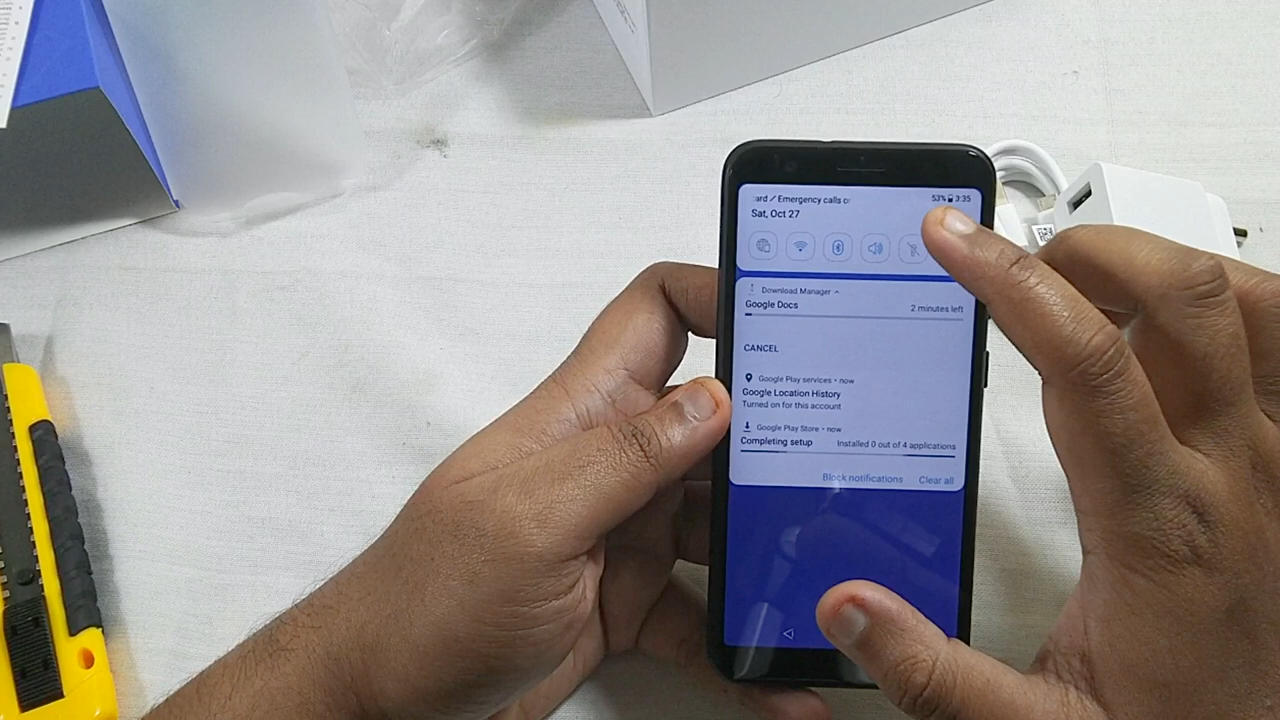 ard / Emergency calls o
53% 3:35
Sat, Oct 27
Download Manager
Google Docs
2 minutes left
CANCEL
Google Play services • now
Google Location History
Turned on for this account
Google Play Store • now
Completing setup
Installed 0 out of 4 applications
Block notifications
Clear all